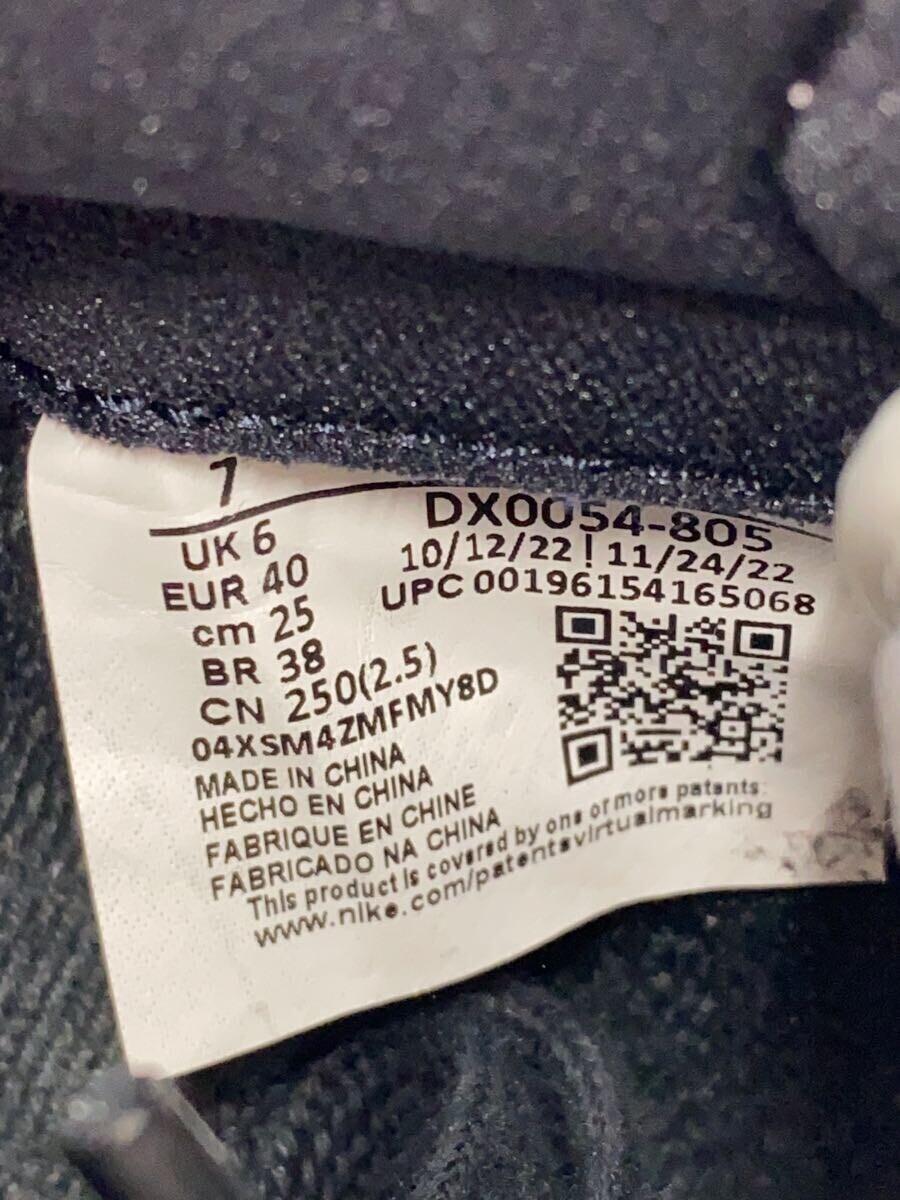 7
UK 6
EUR 40
cm 25
BR 38
CN 250(2.5)
04XSM4ZMFMY8D
DX0054-805
10/12/22 ! 11/24/22
UPC 00196154165068
MADE IN CHINA
HECHO EN CHINA
FABRIQUE EN CHINE
FABRICADO NA CHINA
This product is covered by one or more patents:
www.nike.com/patentsvirtualmarking